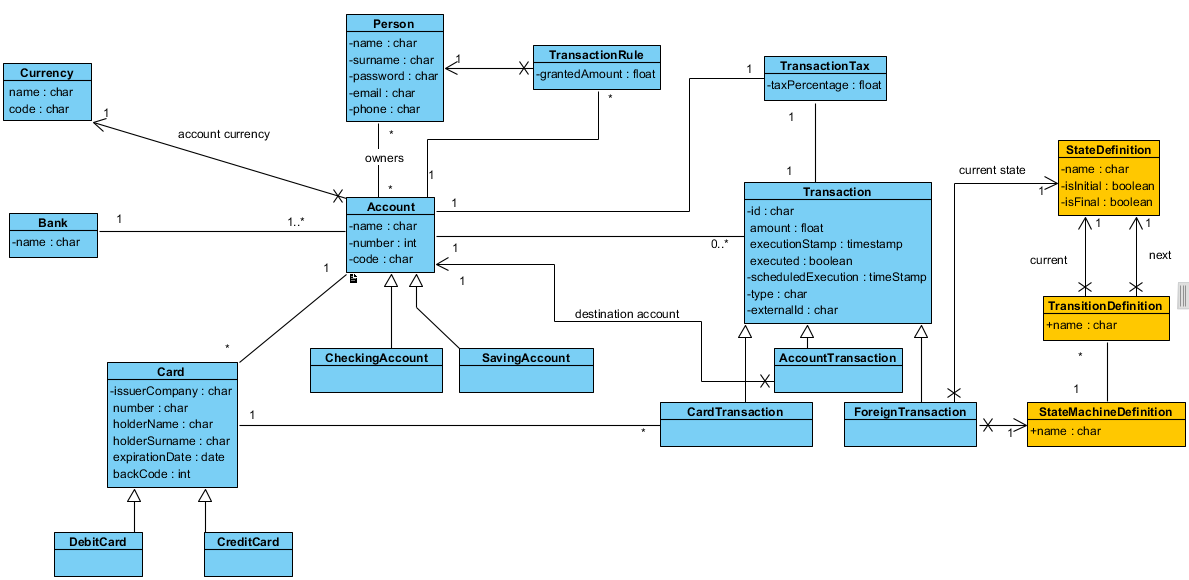 Person
-name : char
-surname : char
-password : char
-email : char
-phone : char
1
TransactionRule
-grantedAmount : float
*
TransactionTax
-taxPercentage : float
1
1
Currency
name : char
code : char
1
account currency
*
owners
*
1
1
1
StateDefinition
-name : char
-isInitial : boolean
-isFinal : boolean
current state
1
1
1
current
next
Bank
-name : char
1
1..*
Account
-name : char
-number : int
-code : char
1
1
1
0..*
Transaction
-id : char
amount : float
executionStamp : timestamp
executed : boolean
-scheduledExecution : timeStamp
-type : char
-externalId : char
TransitionDefinition
+name : char
*
1
destination account
CheckingAccount
SavingAccount
AccountTransaction
*
Card
-issuerCompany : char
number : char
holderName : char
holderSurname : char
expirationDate : date
backCode : int
1
*
CardTransaction
ForeignTransaction
1
StateMachineDefinition
+name : char
DebitCard
CreditCard